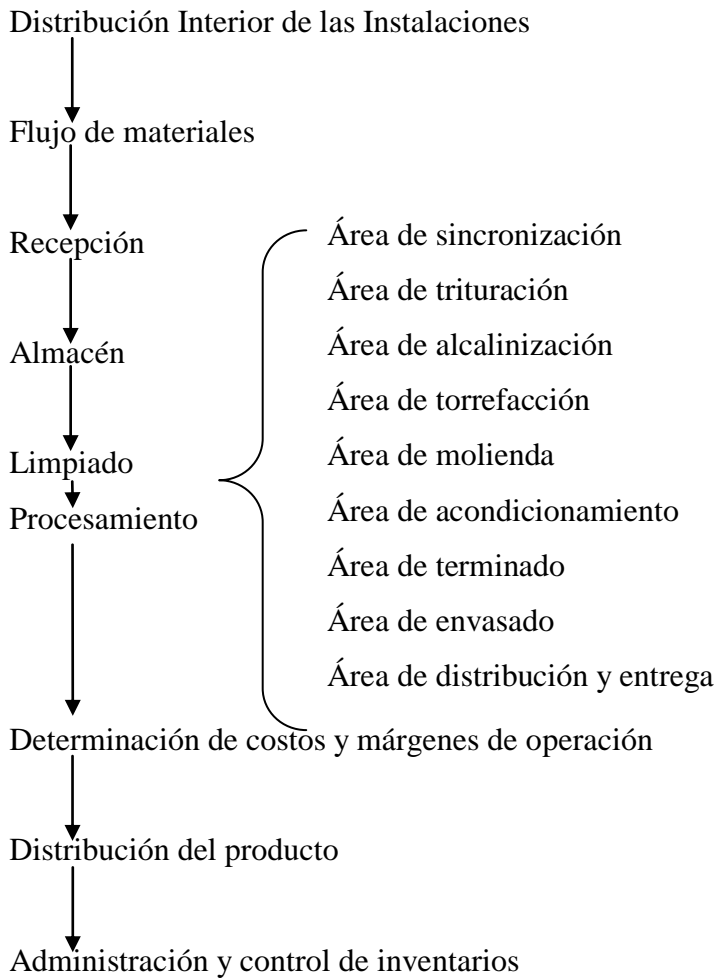 Distribución Interior de las Instalaciones
Flujo de materiales
Recepción
Almacén
Limpiado
Procesamiento
Área de sincronización
Área de trituración
Área de alcalinización
Área de torrefacción
Área de molienda
Área de acondicionamiento
Área de terminado
Área de envasado
Área de distribución y entrega
Determinación de costos y márgenes de operación
Distribución del producto
Administración y control de inventarios